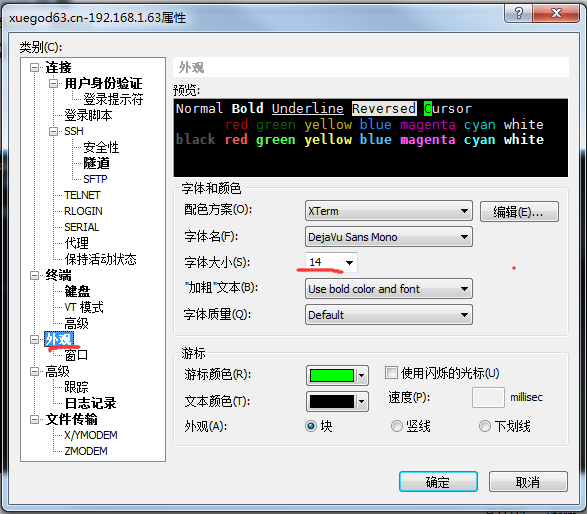 xuegod63.cn-192.168.1.63属性
类别(C):
连接
用户身份验证
登录提示符
登录脚本
SSH
安全性
隧道
SFTP
TELNET
RLOGIN
SERIAL
代理
保持活动状态
终端
键盘
VT 模式
高级
外观
窗口
高级
跟踪
日志记录
文件传输
X/YMODEM
ZMODEM
外观
预览:
Normal Bold Underline Reversed Cursor
red green yellow blue magenta cyan white
black red green yellow blue magenta cyan white
字体和颜色
配色方案(O): XTerm 编辑(E)...
字体名(F): DejaVu Sans Mono
字体大小(S): 14
"加粗"文本(B): Use bold color and font
字体质量(Q): Default
游标
游标颜色(R): 使用闪烁的光标(U)
文本颜色(T): 速度(P): millisec
外观(A): 块 竖线 下划线
确定 取消